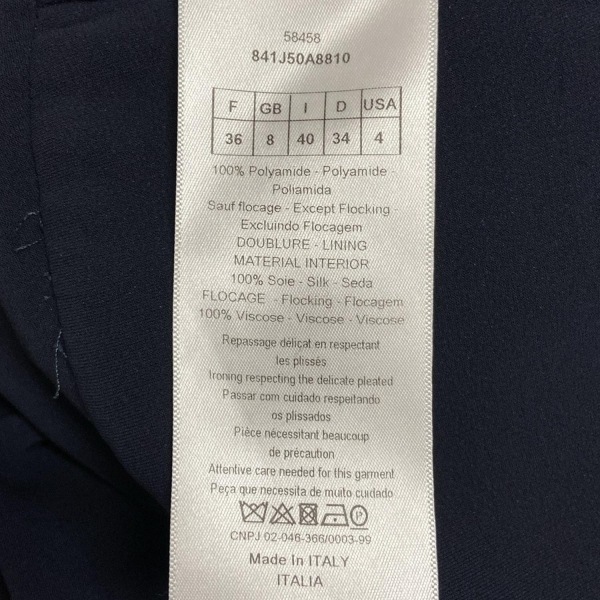 58458
841J50A8810
F GB I D USA
36 8 40 34 4
100% Polyamide - Polyamide -
Poliamida
Sauf flocage - Except Flocking -
Excluindo Flocagem
DOUBLURE - LINING
MATERIAL INTERIOR
100% Soie - Silk - Seda
FLOCAGE - Flocking - Flocagem
100% Viscose - Viscose - Viscose
Repassage déliçat en respectant
les plissés
Ironing respecting the delicate pleated
Passar com cuidado respeitando
os plissados
Pièce nécessitant beaucoup
de précaution
Attentive care needed for this garment
Peça que necessita de muito cuidado
P
CNPJ 02-046-366/0003-99
Made In ITALY
ITALIA